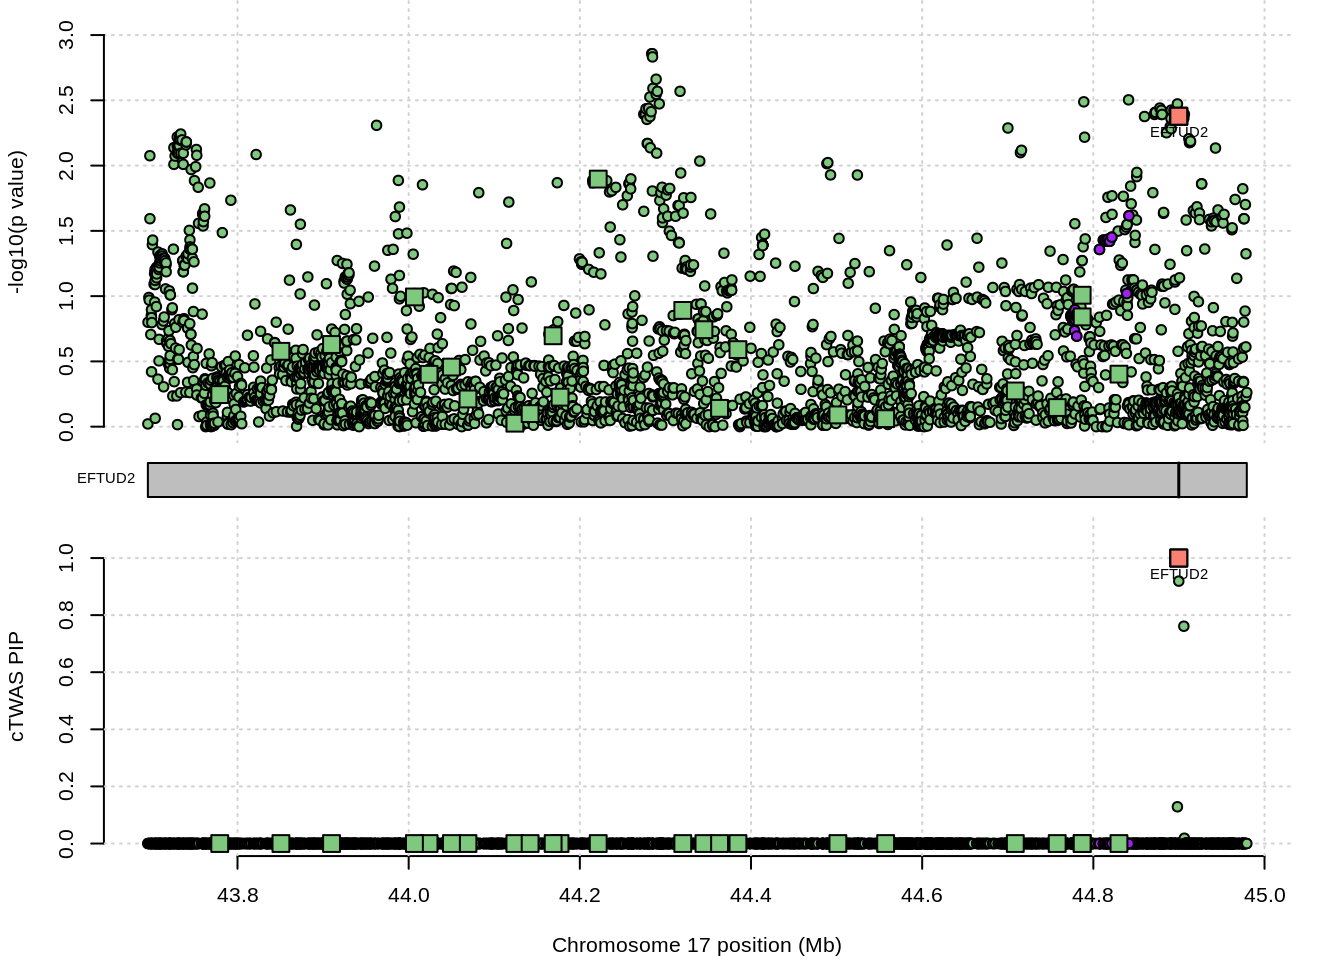 -log10(p value)
3.0
2.5
2.0
1.5
1.0
0.5
0.0
EFTUD2
EFTUD2
cTWAS PIP
1.0
0.8
0.6
0.4
0.2
0.0
EFTUD2
43.8 44.0 44.2 44.4 44.6 44.8 45.0
Chromosome 17 position (Mb)